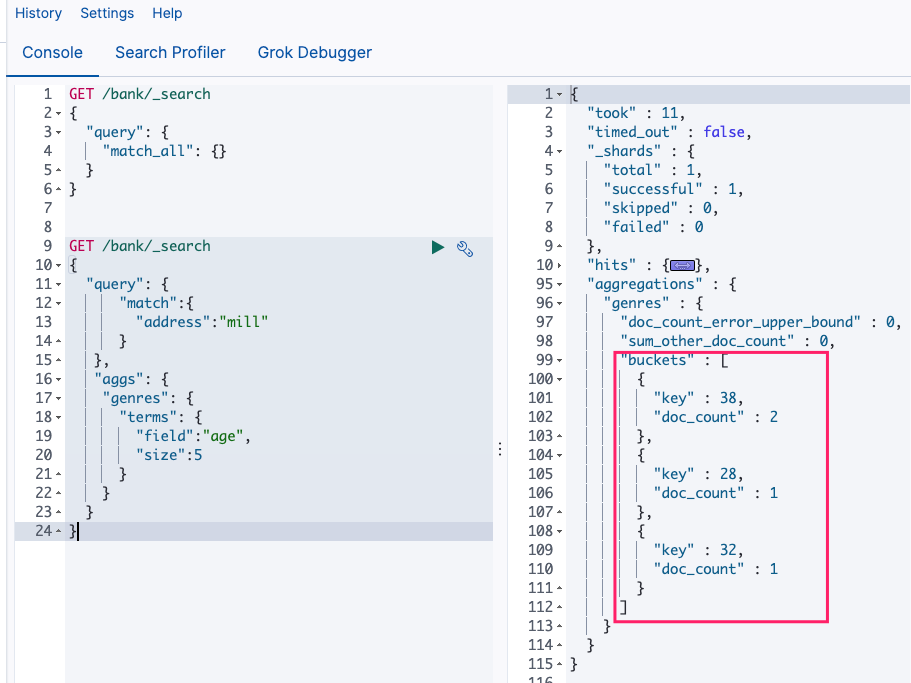 History Settings Help
Console Search Profiler Grok Debugger
1 GET /bank/_search
2 {
3 "query": {
4 "match_all": {}
5 }
6 }
7
8
9 GET /bank/_search
10 {
11 "query": {
12 "match":{
13 "address":"mill"
14 }
15 },
16 "aggs": {
17 "genres": {
18 "terms": {
19 "field":"age",
20 "size":5
21 }
22 }
23 }
24 }
1 {
2 "took" : 11,
3 "timed_out" : false,
4 "_shards" : {
5 "total" : 1,
6 "successful" : 1,
7 "skipped" : 0,
8 "failed" : 0
9 },
10 "hits" : {},
95 "aggregations" : {
96 "genres" : {
97 "doc_count_error_upper_bound" : 0,
98 "sum_other_doc_count" : 0,
99 "buckets" : [
100 {
101 "key" : 38,
102 "doc_count" : 2
103 },
104 {
105 "key" : 28,
106 "doc_count" : 1
107 },
108 {
109 "key" : 32,
110 "doc_count" : 1
111 }
112 ]
113 }
114 }
115 }
116